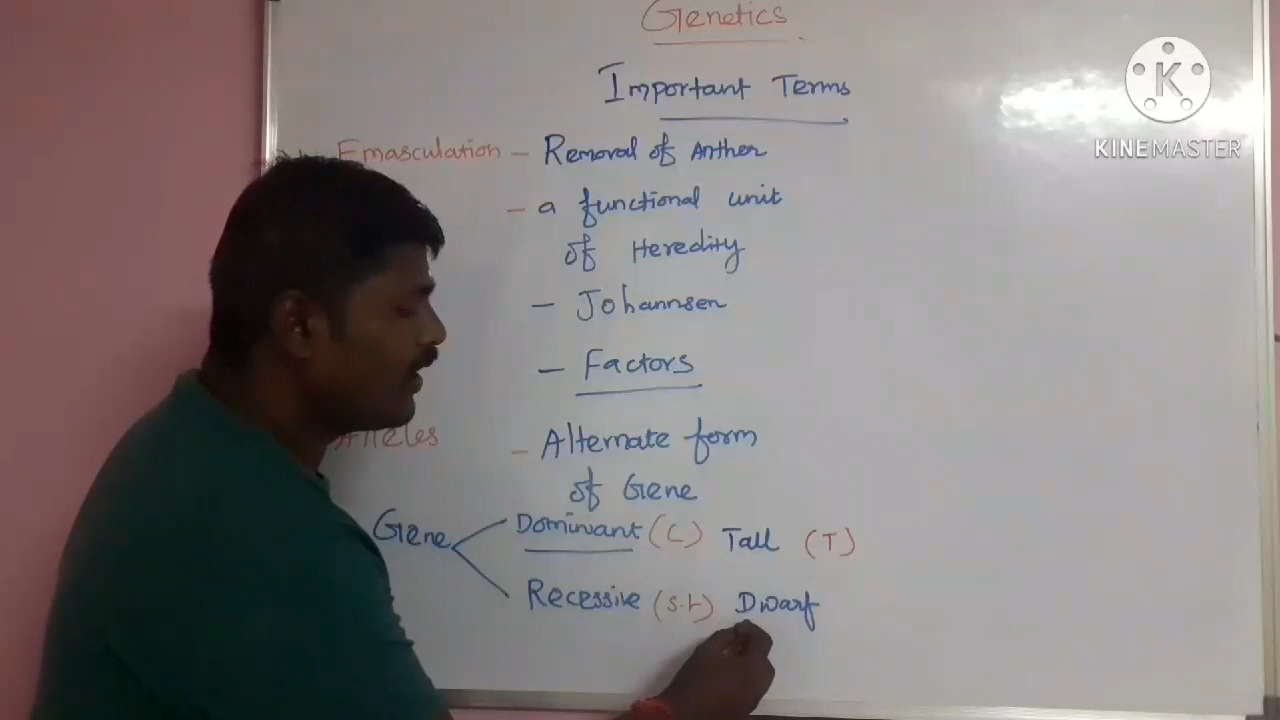 Genetics
Important Terms
Emasculation - Removal of Anther
- a functional unit
of Heredity
- Johannsen
- Factors
Alleles - Alternate form
of Gene
Gene Dominant (C) Tall (T)
Recessive (s.l) Dwarf
K
KINEMASTER